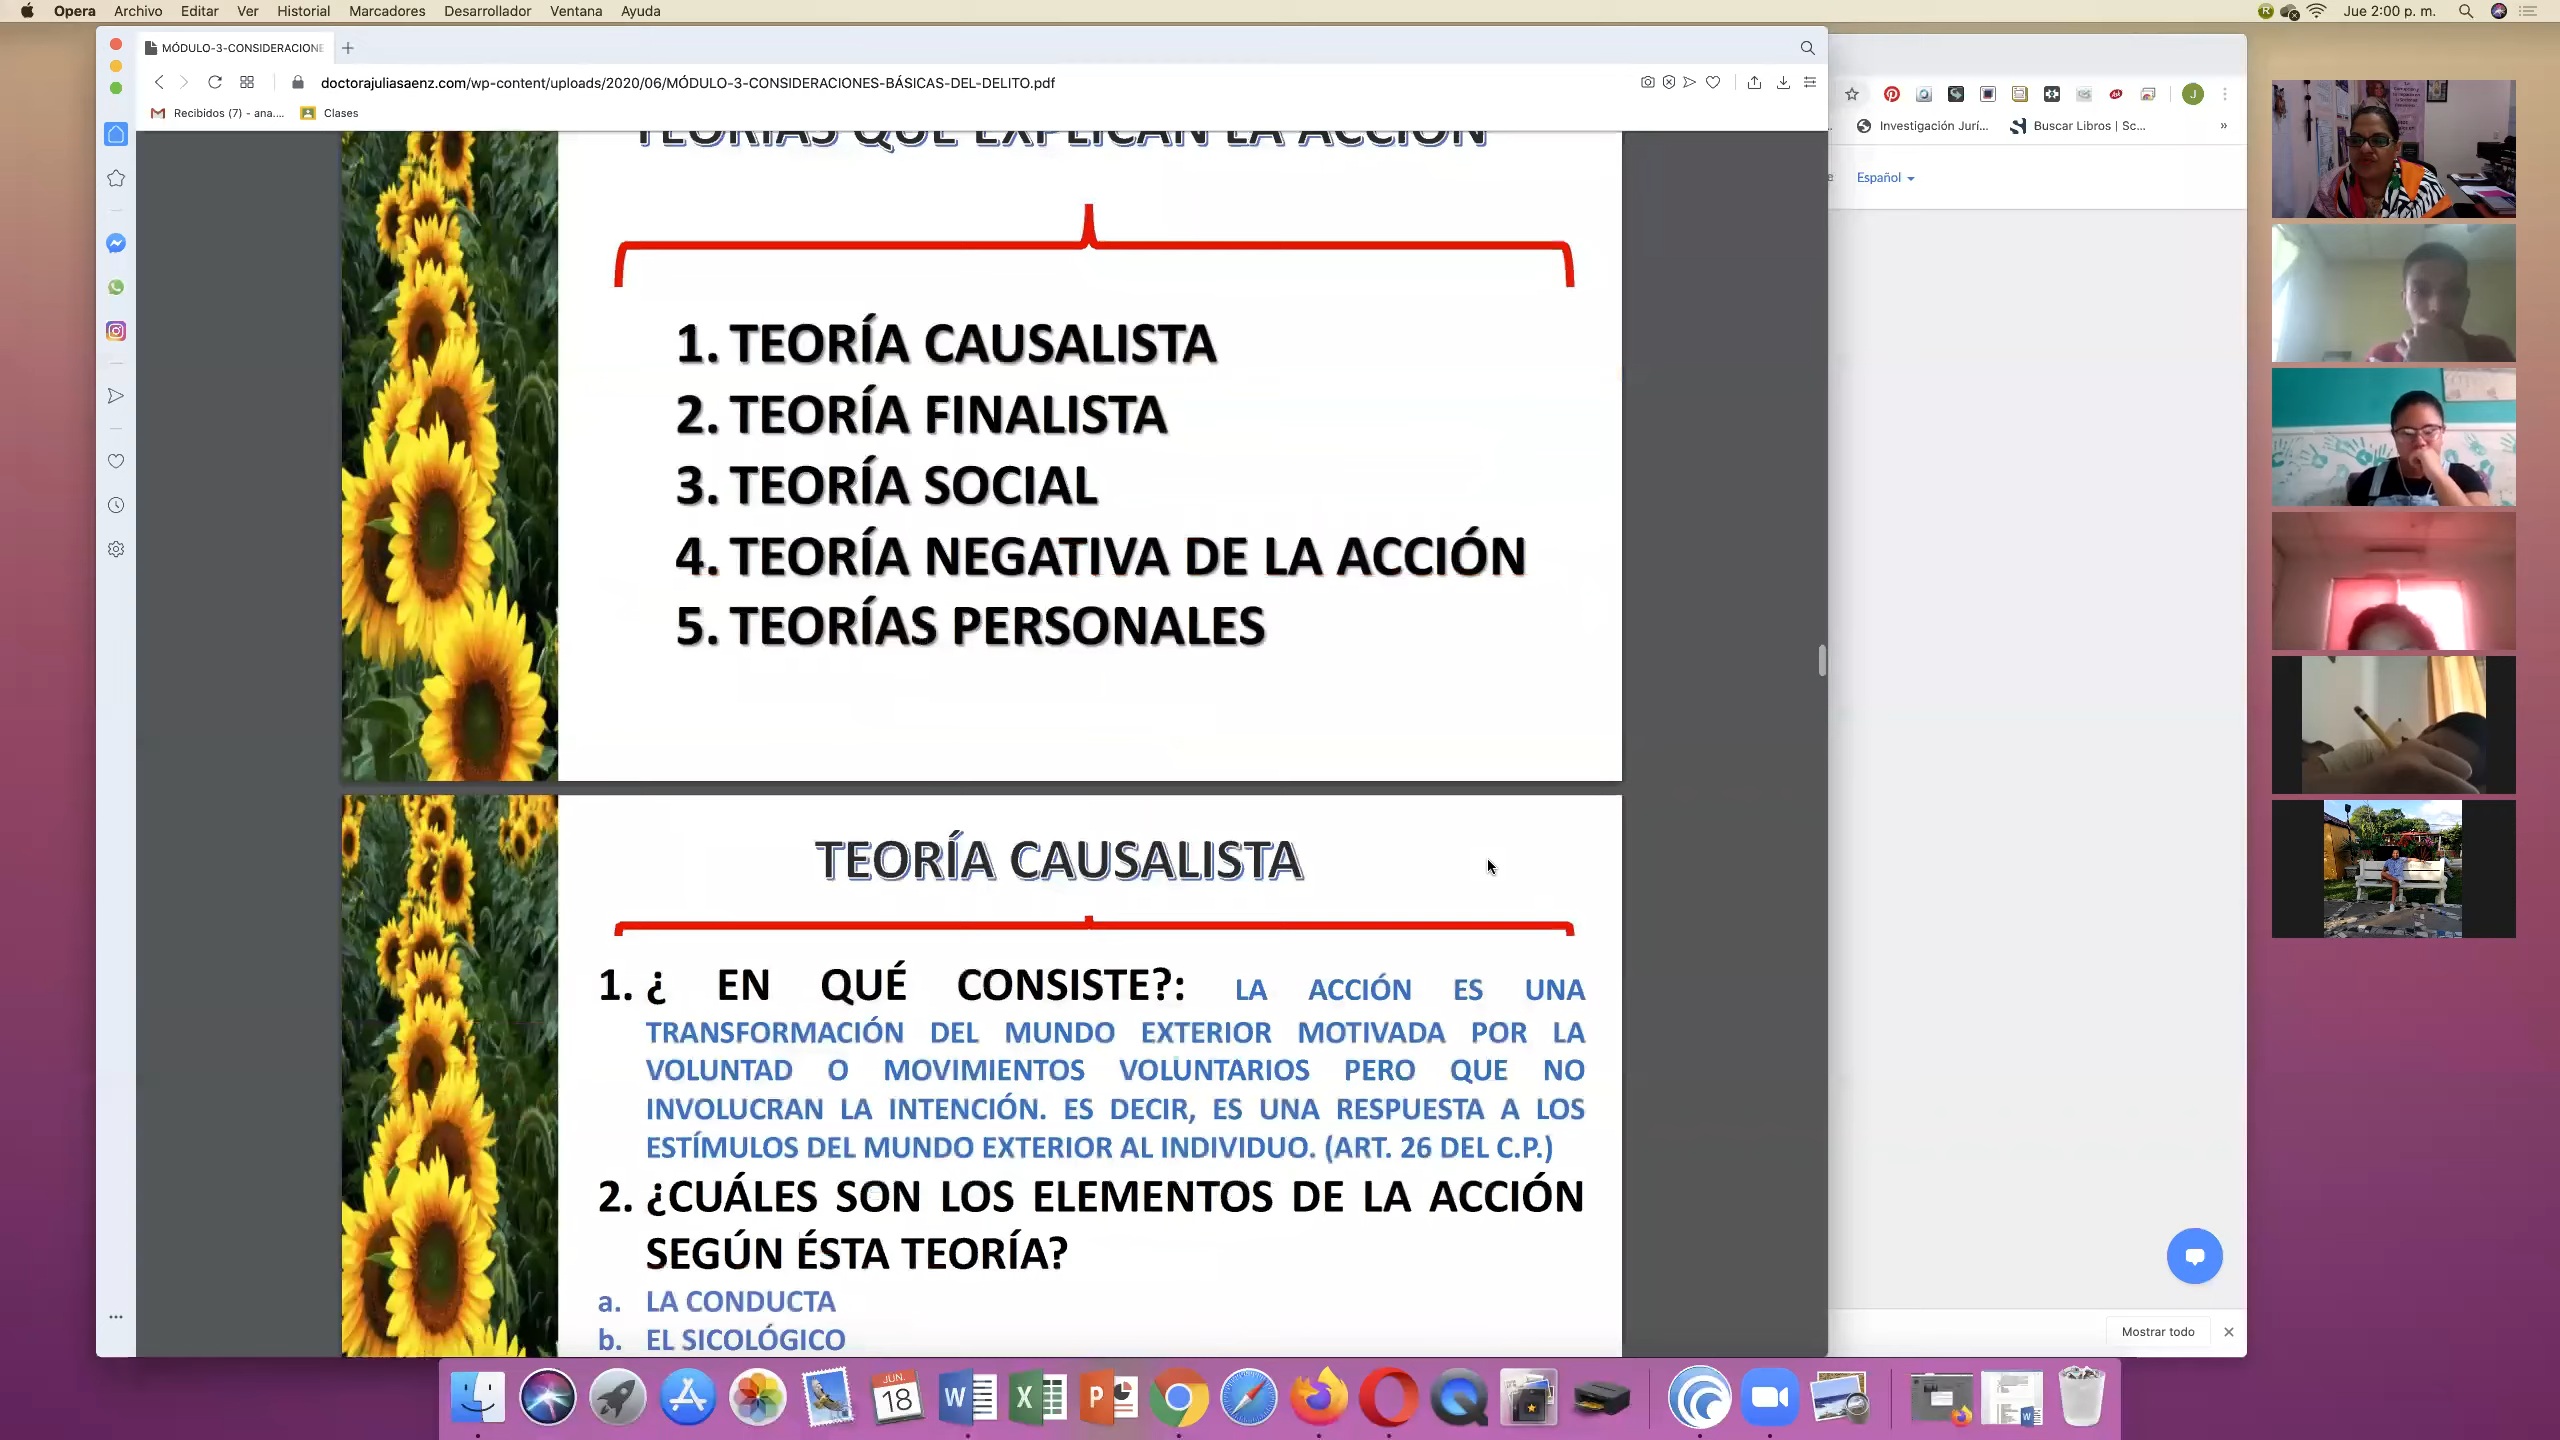 Opera Archivo Editar Ver Historial Marcadores Desarrollador Ventana Ayuda
Jue 2:00 p. m.
MÓDULO-3-CONSIDERACIONE
doctorajuliasaenz.com/wp-content/uploads/2020/06/MÓDULO-3-CONSIDERACIONES-BÁSICAS-DEL-DELITO.pdf
Recibidos (7) - ana.... Clases
J
Investigación Jurí... Buscar Libros | Sc... »
Español
TEORÍAS QUE EXPLICAN LA ACCIÓN
1. TEORÍA CAUSALISTA
2. TEORÍA FINALISTA
3. TEORÍA SOCIAL
4. TEORÍA NEGATIVA DE LA ACCIÓN
5. TEORÍAS PERSONALES
TEORÍA CAUSALISTA
1. ¿ EN QUÉ CONSISTE?: LA ACCIÓN ES UNA
TRANSFORMACIÓN DEL MUNDO EXTERIOR MOTIVADA POR LA
VOLUNTAD O MOVIMIENTOS VOLUNTARIOS PERO QUE NO
INVOLUCRAN LA INTENCIÓN. ES DECIR, ES UNA RESPUESTA A LOS
ESTÍMULOS DEL MUNDO EXTERIOR AL INDIVIDUO. (ART. 26 DEL C.P.)
2. ¿CUÁLES SON LOS ELEMENTOS DE LA ACCIÓN
SEGÚN ÉSTA TEORÍA?
a. LA CONDUCTA
b. EL SICOLÓGICO
Mostrar todo
JUN.
18